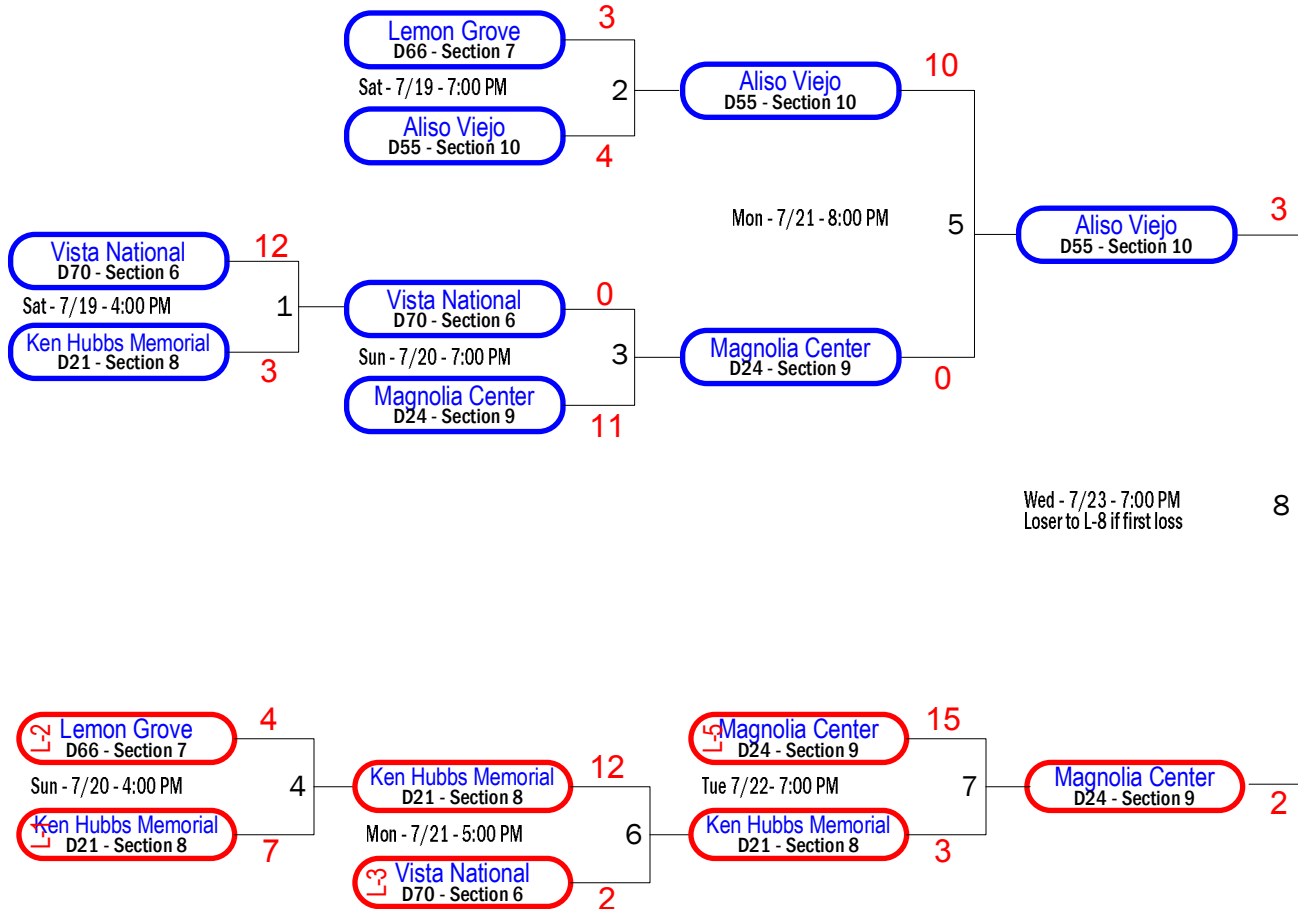 3
Lemon Grove
D66 - Section 7
Sat - 7/19 - 7:00 PM
2
Aliso Viejo
D55 - Section 10
4
10
Aliso Viejo
D55 - Section 10
Mon - 7/21 - 8:00 PM
5
3
Aliso Viejo
D55 - Section 10
12
Vista National
D70 - Section 6
Sat - 7/19 - 4:00 PM
1
Ken Hubbs Memorial
D21 - Section 8
3
0
Vista National
D70 - Section 6
Sun - 7/20 - 7:00 PM
3
Magnolia Center
D24 - Section 9
11
Magnolia Center
D24 - Section 9
0
Wed - 7/23 - 7:00 PM
Loser to L-8 if first loss
8
4
L-2
Lemon Grove
D66 - Section 7
Sun - 7/20 - 4:00 PM
4
L-1
Ken Hubbs Memorial
D21 - Section 8
7
12
Ken Hubbs Memorial
D21 - Section 8
Mon - 7/21 - 5:00 PM
6
L-3
Vista National
D70 - Section 6
2
15
L-5
Magnolia Center
D24 - Section 9
Tue 7/22- 7:00 PM
7
Ken Hubbs Memorial
D21 - Section 8
3
Magnolia Center
D24 - Section 9
2